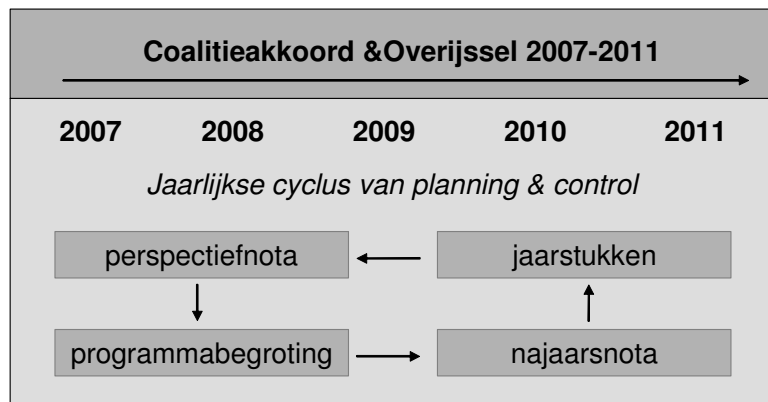 Coalitieakkoord &Overijssel 2007-2011
2007 2008 2009 2010 2011
Jaarlijkse cyclus van planning & control
perspectiefnota jaarstukken
programmabegroting najaarsnota